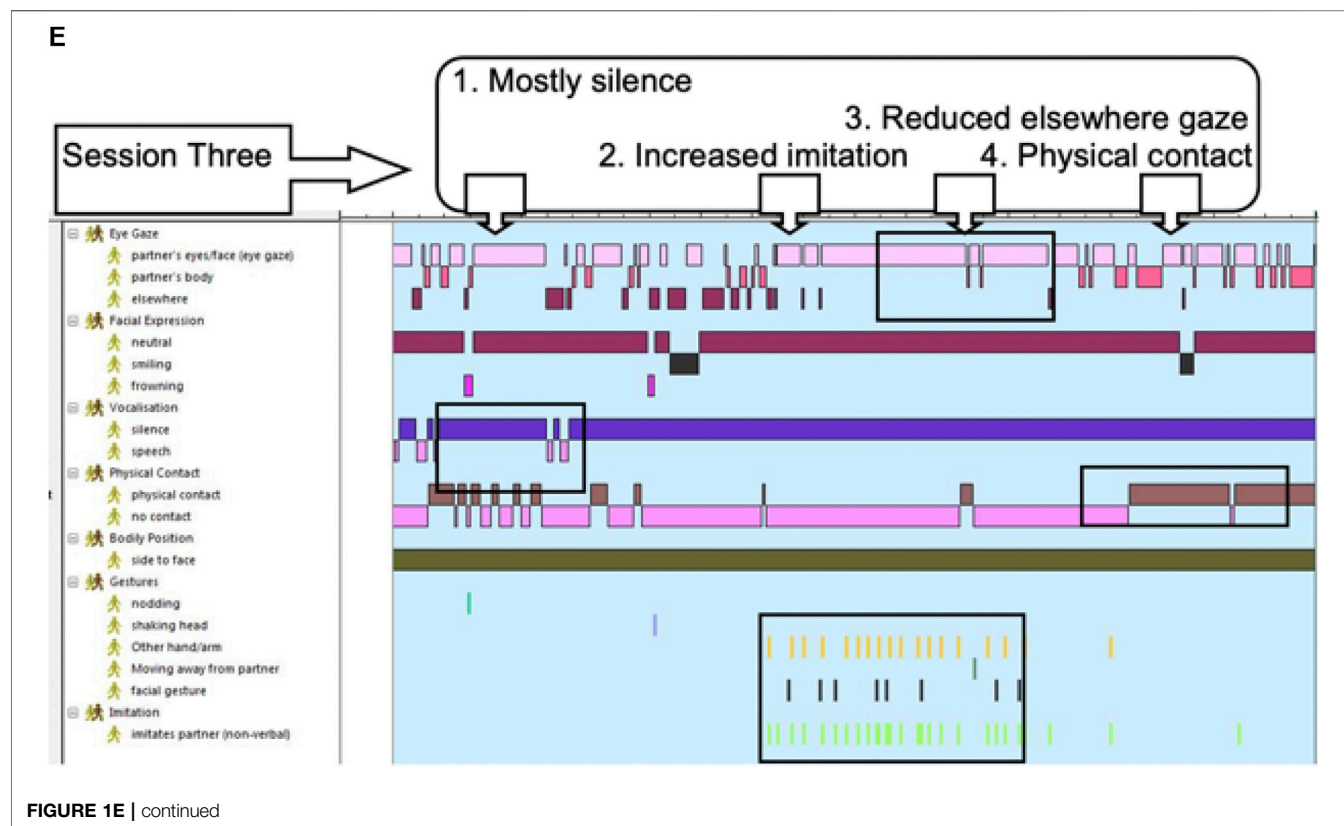 E
1. Mostly silence
3. Reduced elsewhere gaze
Session Three
2. Increased imitation
4. Physical contact
Eye Gaze
partner's eyes/face (eye gaze)
partner's body
elsewhere
Facial Expression
neutral
smiling
frowning
Vocalisation
silence
speech
Physical Contact
t
physical contact
no contact
Bodily Position
side to face
Gestures
nodding
shaking head
Other hand/arm
Moving away from partner
facial gesture
Imitation
imitates partner (non-verbal)
FIGURE 1E | continued